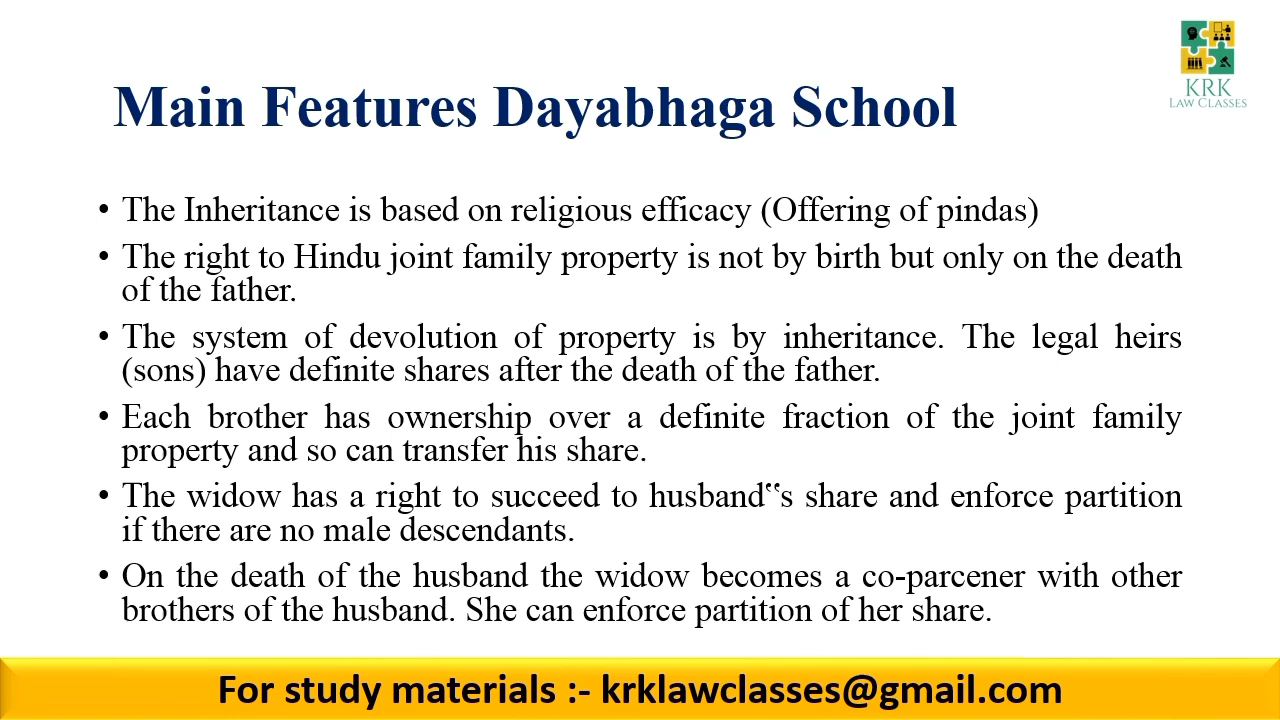 KRK
LAW CLASSES
Main Features Dayabhaga School
• The Inheritance is based on religious efficacy (Offering of pindas)
• The right to Hindu joint family property is not by birth but only on the death
of the father.
• The system of devolution of property is by inheritance. The legal heirs
(sons) have definite shares after the death of the father.
• Each brother has ownership over a definite fraction of the joint family
property and so can transfer his share.
• The widow has a right to succeed to husband‟s share and enforce partition
if there are no male descendants.
• On the death of the husband the widow becomes a co-parcener with other
brothers of the husband. She can enforce partition of her share.
For study materials :- krklawclasses@gmail.com